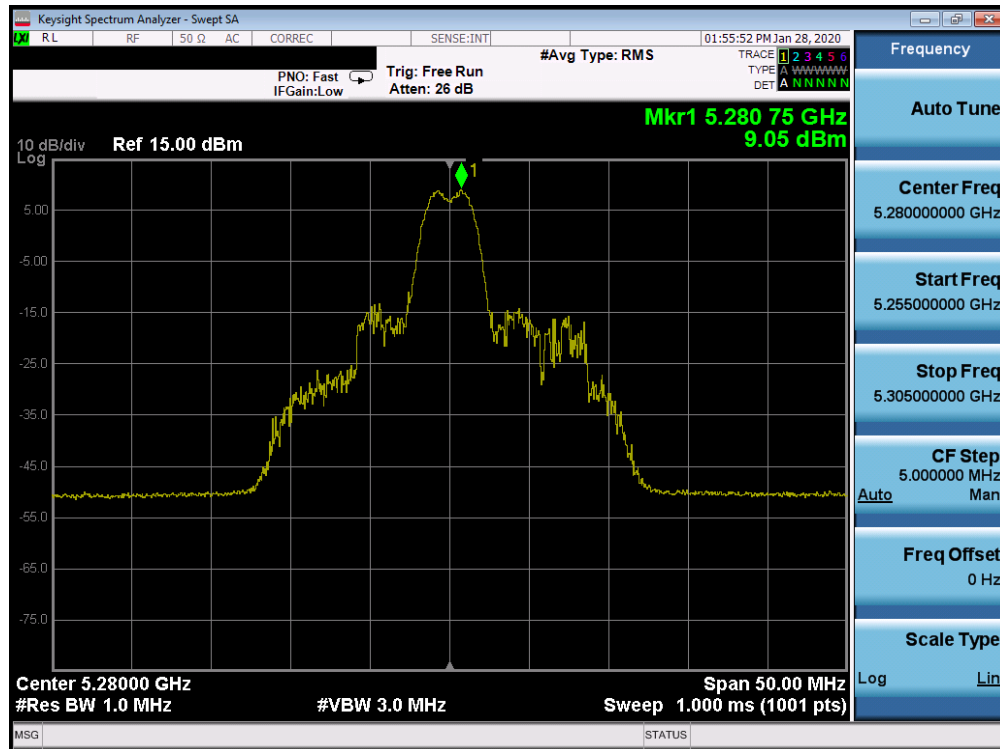 Keysight Spectrum Analyzer - Swept SA
LXI RL RF 50 Ω AC CORREC SENSE:INT 01:55:52 PM Jan 28, 2020
#Avg Type: RMS
TRACE 1 2 3 4 5 6
PNO: Fast Trig: Free Run TYPE A WWWWW
IFGain:Low Atten: 26 dB DET A N N N N N
Mkr1 5.280 75 GHz
9.05 dBm
10 dB/div Ref 15.00 dBm
Log
1
5.00
-5.00
-15.0
-25.0
-35.0
-45.0
-55.0
-65.0
-75.0
Center 5.28000 GHz Span 50.00 MHz
#Res BW 1.0 MHz #VBW 3.0 MHz Sweep 1.000 ms (1001 pts)
MSG STATUS
Frequency
Auto Tune
Center Freq
5.280000000 GHz
Start Freq
5.255000000 GHz
Stop Freq
5.305000000 GHz
CF Step
5.000000 MHz
Auto Man
Freq Offset
0 Hz
Scale Type
Log Lin